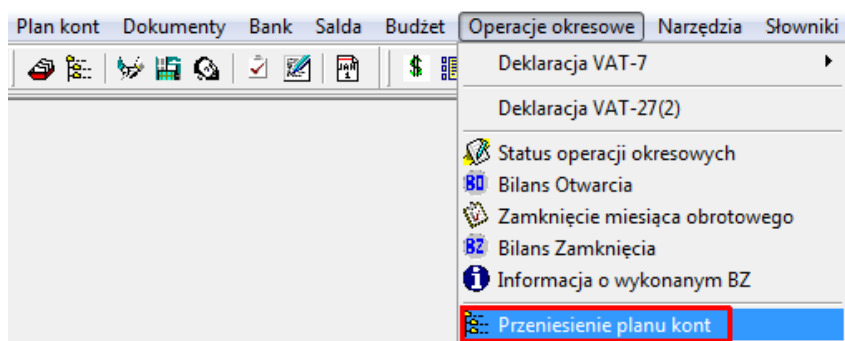 Plan kont Dokumenty Bank Salda Budżet Operacje okresowe Narzędzia Słowniki
Deklaracja VAT-7
Deklaracja VAT-27(2)
Status operacji okresowych
BO Bilans Otwarcia
Zamknięcie miesiąca obrotowego
BZ Bilans Zamknięcia
Informacja o wykonanym BZ
Przeniesienie planu kont